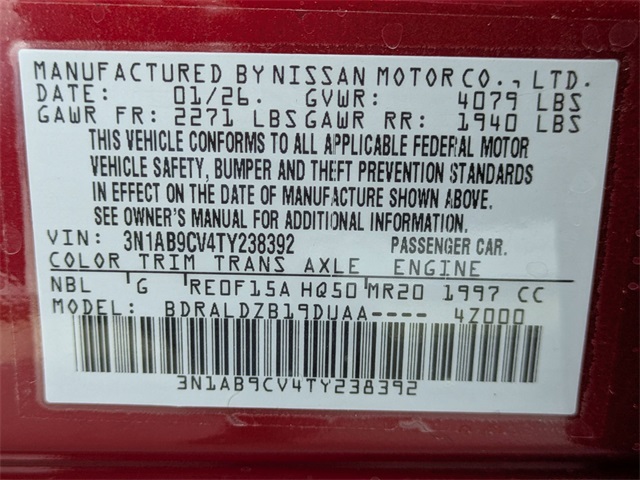 MANUFACTURED BY NISSAN MOTOR CO., LTD.
DATE: 01/26. GVWR: 4079 LBS
GAWR FR: 2271 LBS GAWR RR: 1940 LBS
THIS VEHICLE CONFORMS TO ALL APPLICABLE FEDERAL MOTOR
VEHICLE SAFETY, BUMPER AND THEFT PREVENTION STANDARDS
IN EFFECT ON THE DATE OF MANUFACTURE SHOWN ABOVE.
SEE OWNER'S MANUAL FOR ADDITIONAL INFORMATION.
VIN: 3N1AB9CV4TY238392 PASSENGER CAR.
COLOR TRIM TRANS AXLE ENGINE
NBL G RE0F15A HQ50 MR20 1997 CC
MODEL: BDRALDZB19DUAA---- 4Z000
3N1AB9CV4TY238392